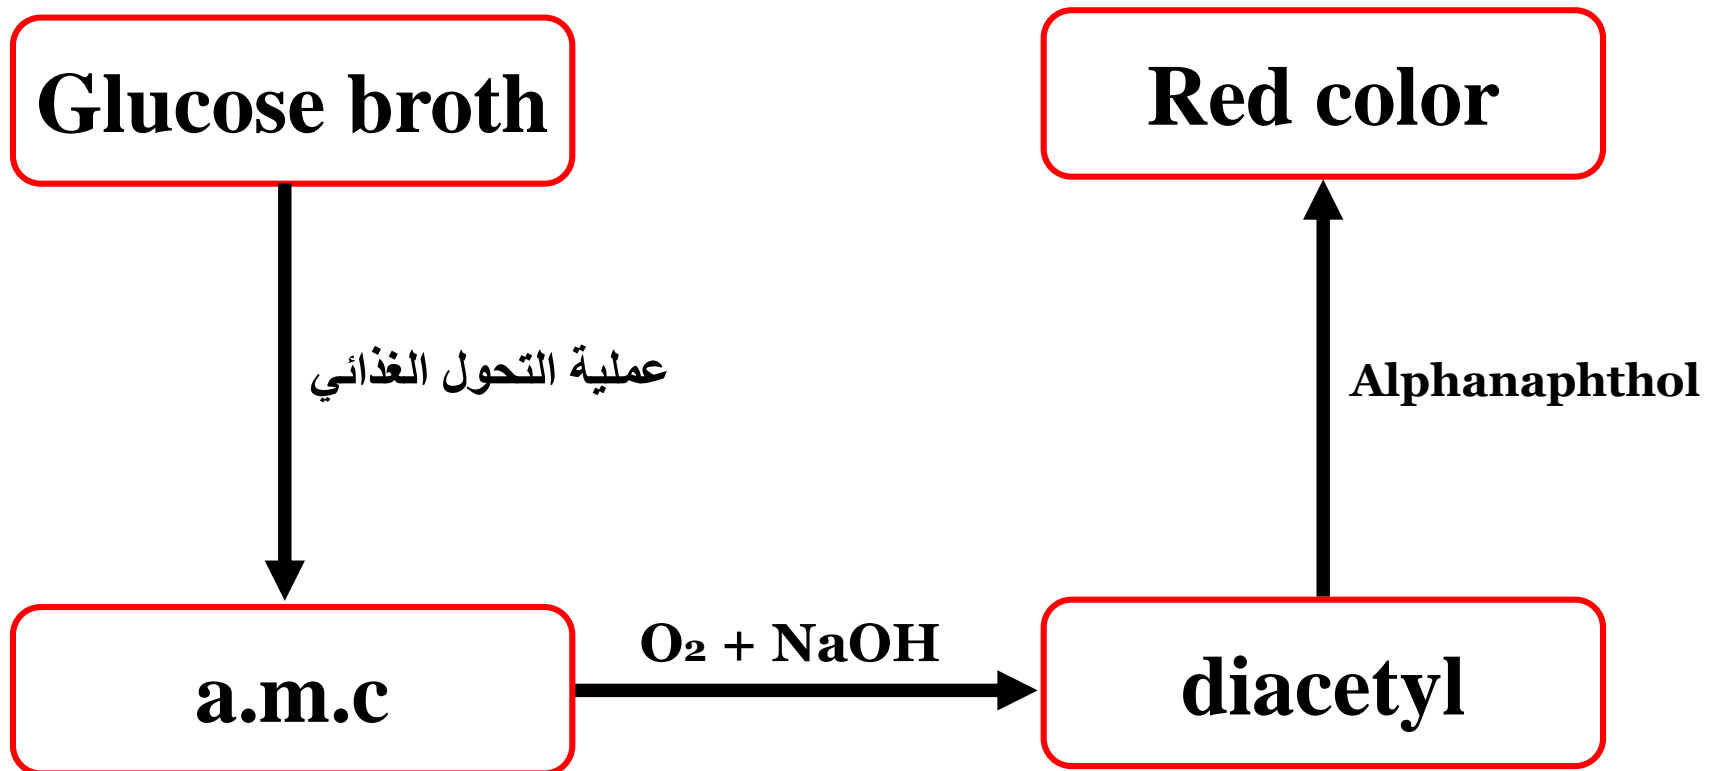 Glucose broth
Red color
عملية التحول الغذائي
Alphanaphthol
O₂ + NaOH
a.m.c
diacetyl